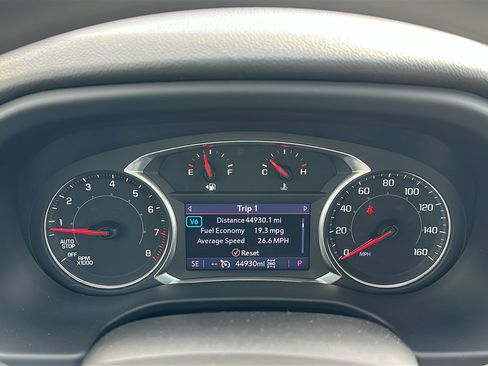 E F C H
Trip 1
V6 Distance 44930.1 mi
Fuel Economy 19.3 mpg
Average Speed 26.6 MPH
Reset
SE -- 44930mi P
1 2 3 4 5 6 7 8
AUTO STOP
OFF
RPM
X1000
0 20 40 60 80 100 120 140 160
MPH